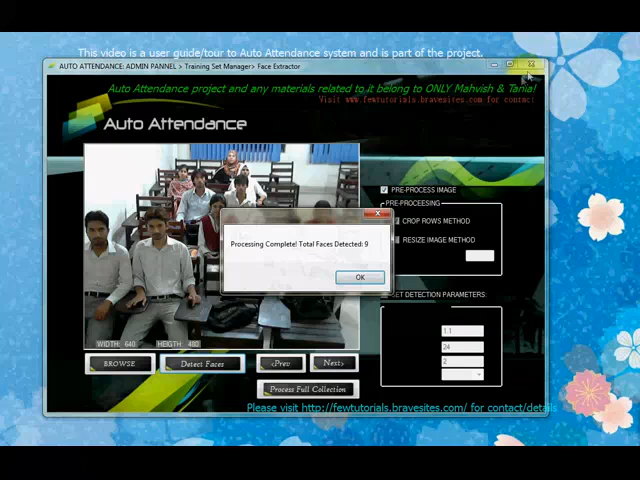 This video is a user guide/tour to Auto Attendance system and is part of the project.
AUTO ATTENDANCE: ADMIN PANNEL > Training Set Manager> Face Extractor
Auto Attendance project and any materials related to it belong to ONLY Mahvish & Tania!
Visit www.fewtutorials.bravesites.com for contact
Auto Attendance
PRE-PROCESS IMAGE
PRE-PROCEESING
CROP ROWS METHOD
RESIZE IMAGE METHOD
Processing Complete! Total Faces Detected: 9
OK
SET DETECTION PARAMETERS:
1.1
24
2
WIDTH: 640
HEIGTH: 480
BROWSE
Detect Faces
<Prev
Next>
Process Full Collection
Please visit http://fewtutorials.bravesites.com/ for contact/details